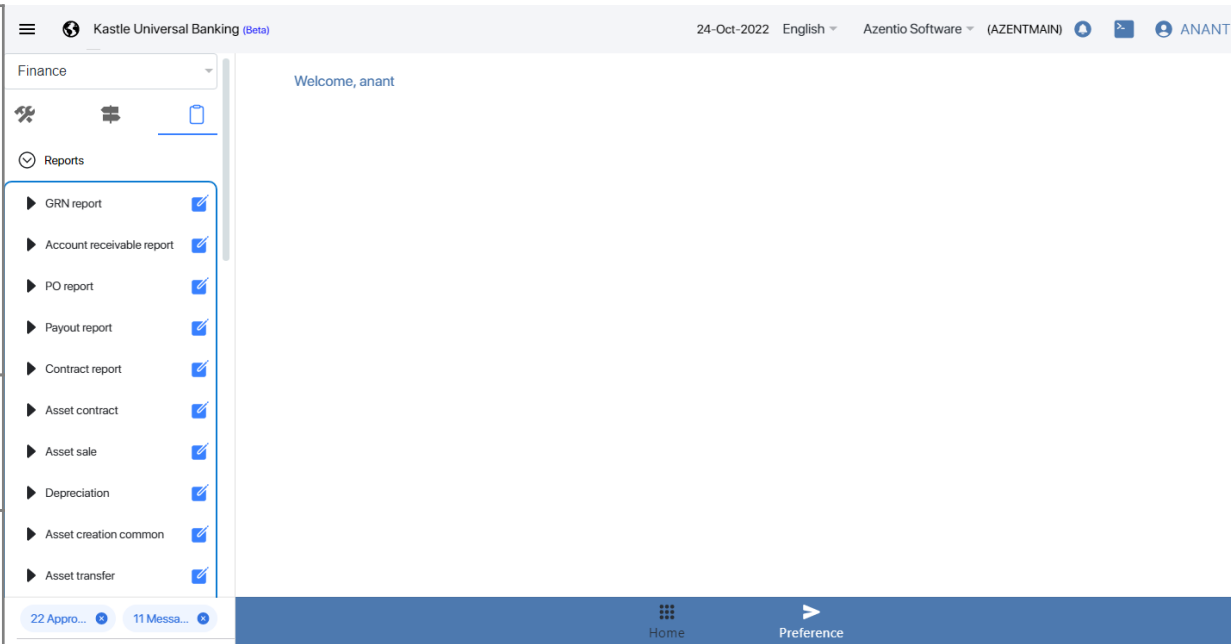 Kastle Universal Banking (Beta)
24-Oct-2022 English Azentio Software (AZENTMAIN) ANANT
Finance
Welcome, anant
Reports
GRN report
Account receivable report
PO report
Payout report
Contract report
Asset contract
Asset sale
Depreciation
Asset creation common
Asset transfer
22 Appro... 11 Messa...
Home Preference